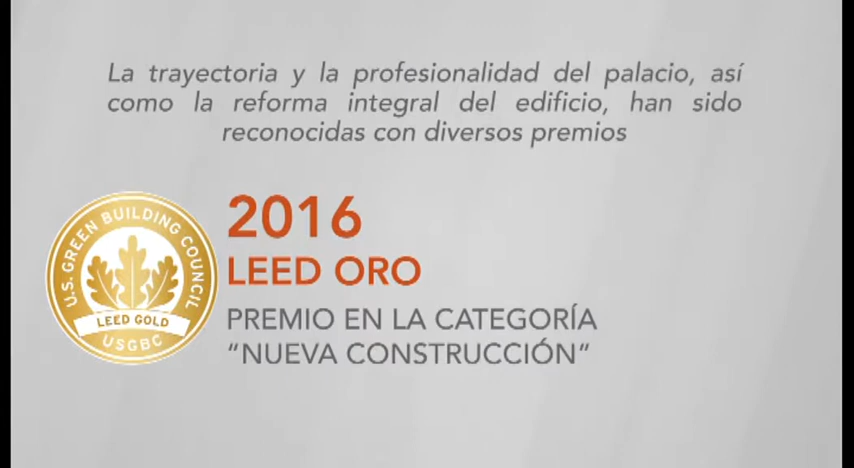 La trayectoria y la profesionalidad del palacio, así
como la reforma integral del edificio, han sido
reconocidas con diversos premios
2016
LEED ORO
PREMIO EN LA CATEGORÍA
“NUEVA CONSTRUCCIÓN“
U.S. GREEN BUILDING COUNCIL
LEED GOLD
USGBC